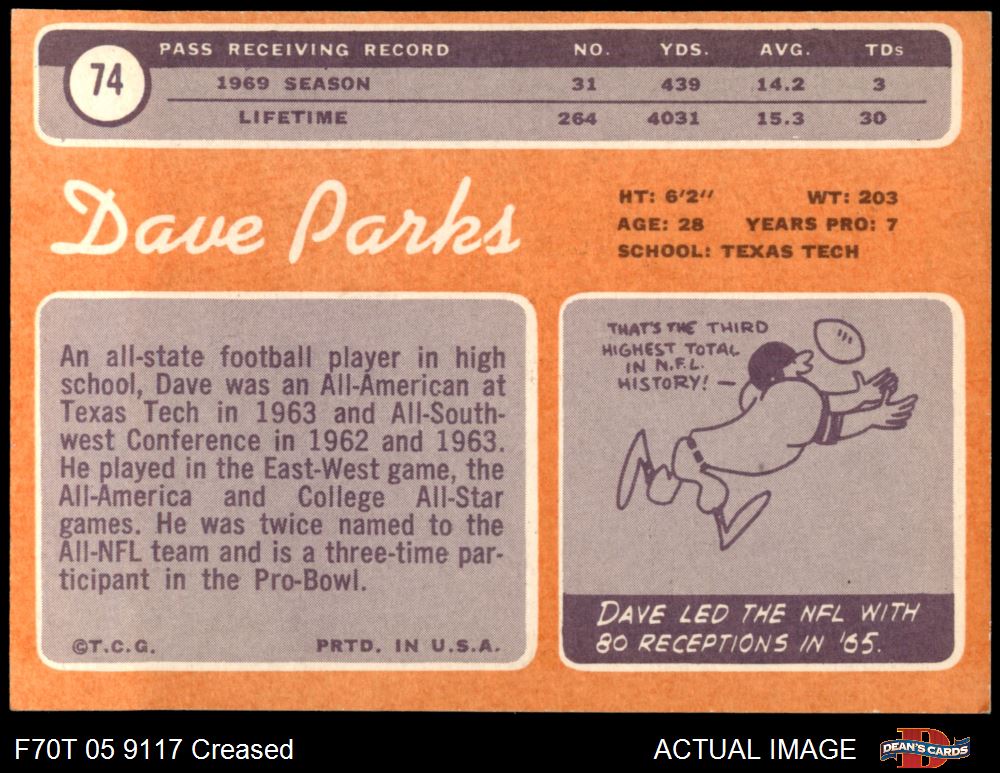 74
PASS RECEIVING RECORD NO. YDS. AVG. TDs
1969 SEASON 31 439 14.2 3
LIFETIME 264 4031 15.3 30
Dave Parks
HT: 6'2" WT: 203
AGE: 28 YEARS PRO: 7
SCHOOL: TEXAS TECH
An all-state football player in high
school, Dave was an All-American at
Texas Tech in 1963 and All-South-
west Conference in 1962 and 1963.
He played in the East-West game, the
All-America and College All-Star
games. He was twice named to the
All-NFL team and is a three-time par-
ticipant in the Pro-Bowl.
©T.C.G. PRTD. IN U.S.A.
THAT'S THE THIRD
HIGHEST TOTAL
IN N.F.L.
HISTORY! —
DAVE LED THE NFL WITH
80 RECEPTIONS IN '65.
F70T 05 9117 Creased ACTUAL IMAGE
D
DEAN'S CARDS